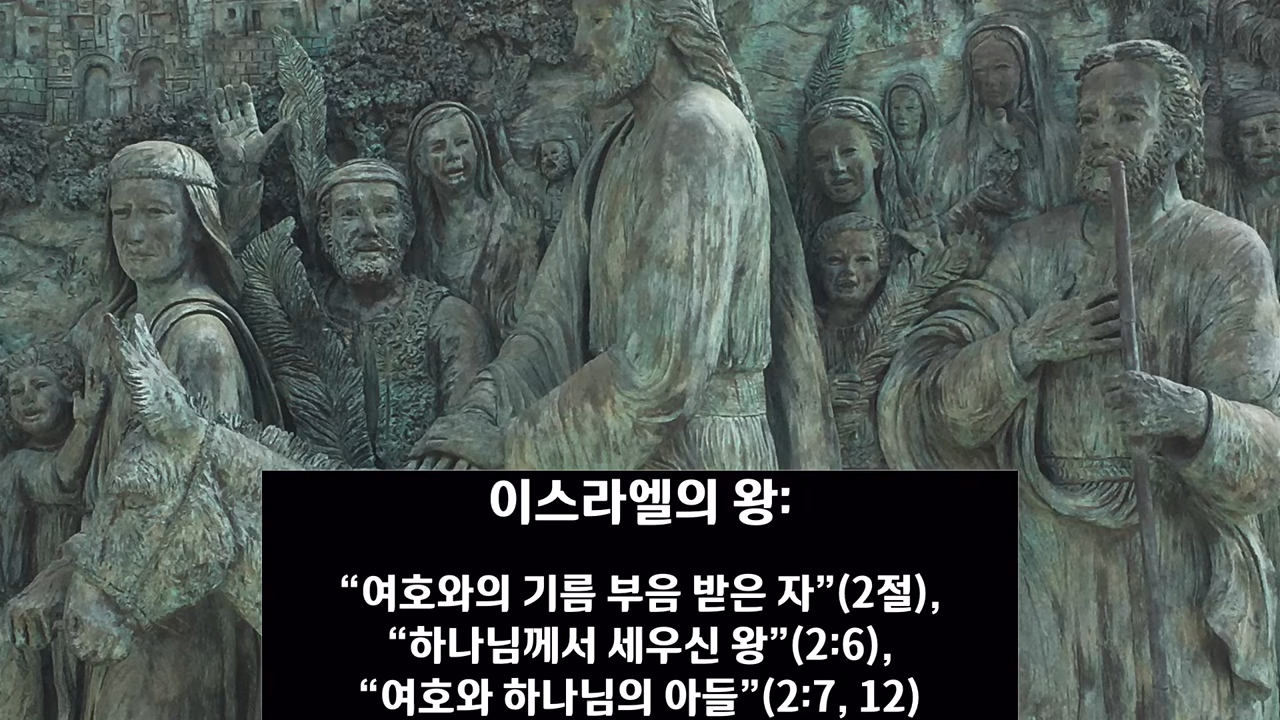 이스라엘의 왕:
“여호와의 기름 부음 받은 자”(2절),
“하나님께서 세우신 왕”(2:6),
“여호와 하나님의 아들”(2:7, 12)